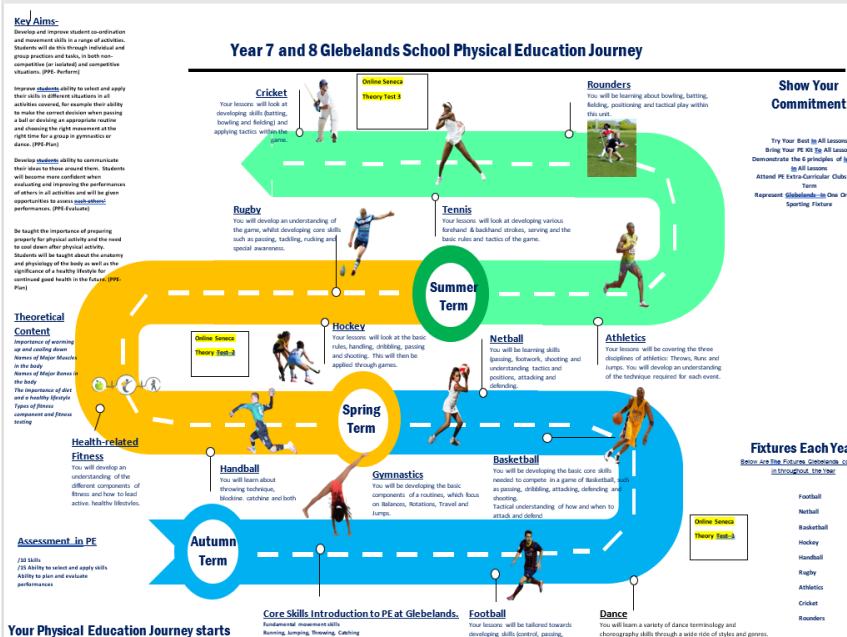 Key Aims-
Develop and improve student co-ordination
and movement skills in a range of activities.
Students will do this through individual and
group practices and tasks, in both non-
competitive (or isolated) and competitive
situations. (PPE- Perform)
Improve students ability to select and apply
their skills in different situations in all
activities covered, for example their ability
to make the correct decision when passing
a ball or devising an appropriate routine
and choosing the right movement at the
right time for a group in gymnastics or
dance. (PPE-Plan)
Develop students ability to communicate
their ideas to those around them. Students
will become more confident when
evaluating and improving the performances
of others in all activities and will be given
opportunities to assess each others'
performances. (PPE-Evaluate)
Be taught the importance of preparing
properly for physical activity and the need
to cool down after physical activity.
Students will be taught about the anatomy
and physiology of the body as well as the
significance of a healthy lifestyle for
continued good health in the future. (PPE-
Plan)
Theoretical
Content
Importance of warming
up and cooling down
Names of Major Muscles
in the body
Names of Major Bones in
the body
The Importance of diet
and a healthy lifestyle
Types of fitness
component and fitness
testing
Year 7 and 8 Glebelands School Physical Education Journey
Cricket
Your lessons will look at
developing skills (batting,
bowling and fielding) and
applying tactics within the
game.
Online Seneca
Theory Test 3
Rounders
You will be learning about bowling, batting,
fielding, positioning and tactical play within
this unit.
Show Your
Commitment
Try Your Best In All Lessons
Bring Your PE Kit To All Lesso
Demonstrate the 6 principles of
In All Lessons
Attend PE Extra-Curricular Clubs
Term
Represent Glebelands In One Or
Sporting Fixture
Rugby
You will develop an understanding of
the game, whilst developing core skills
such as passing, tackling, rucking and
special awareness.
Tennis
Your lessons will look at developing various
forehand & backhand strokes, serving and the
basic rules and tactics of the game.
Summer
Term
Hockey
Your lessons will look at the basic
rules, handling, dribbling, passing
and shooting. This will then be
applied through games.
Online Seneca
Theory Test 2
Netball
You will be learning skills
(passing, footwork, shooting and
understanding tactics and
positions, attacking and
defending.
Athletics
Your lessons will be covering the three
disciplines of athletics: Throws, Runs and
Jumps. You will develop an understanding
of the technique required for each event.
Spring
Term
Health-related
Fitness
You will develop an
understanding of the
different components of
fitness and how to lead
active, healthy lifestyles.
Handball
You will learn about
throwing technique,
blocking, catching and both
Gymnastics
You will be developing the basic
components of a routines, which focus
on Balances, Rotations, Travel and
Jumps.
Basketball
You will be developing the basic core skills
needed to compete in a game of Basketball, such
as passing, dribbling, attacking, defending and
shooting.
Tactical understanding of how and when to
attack and defend
Fixtures Each Yea
Below Are The Fixtures Glebelands co
in throughout the Year
Football
Netball
Basketball
Hockey
Handball
Rugby
Athletics
Cricket
Rounders
Online Seneca
Theory Test 1
Assessment in PE
/10 Skills
/15 Ability to select and apply skills
Ability to plan and evaluate
performances
Autumn
Term
Core Skills Introduction to PE at Glebelands.
Fundamental movement skills
Running, Jumping, Throwing, Catching
Football
Your lessons will be tailored towards
developing skills (control, passing,
Dance
You will learn a variety of dance terminology and
choreography skills through a wide ride of styles and genres.
Your Physical Education Journey starts